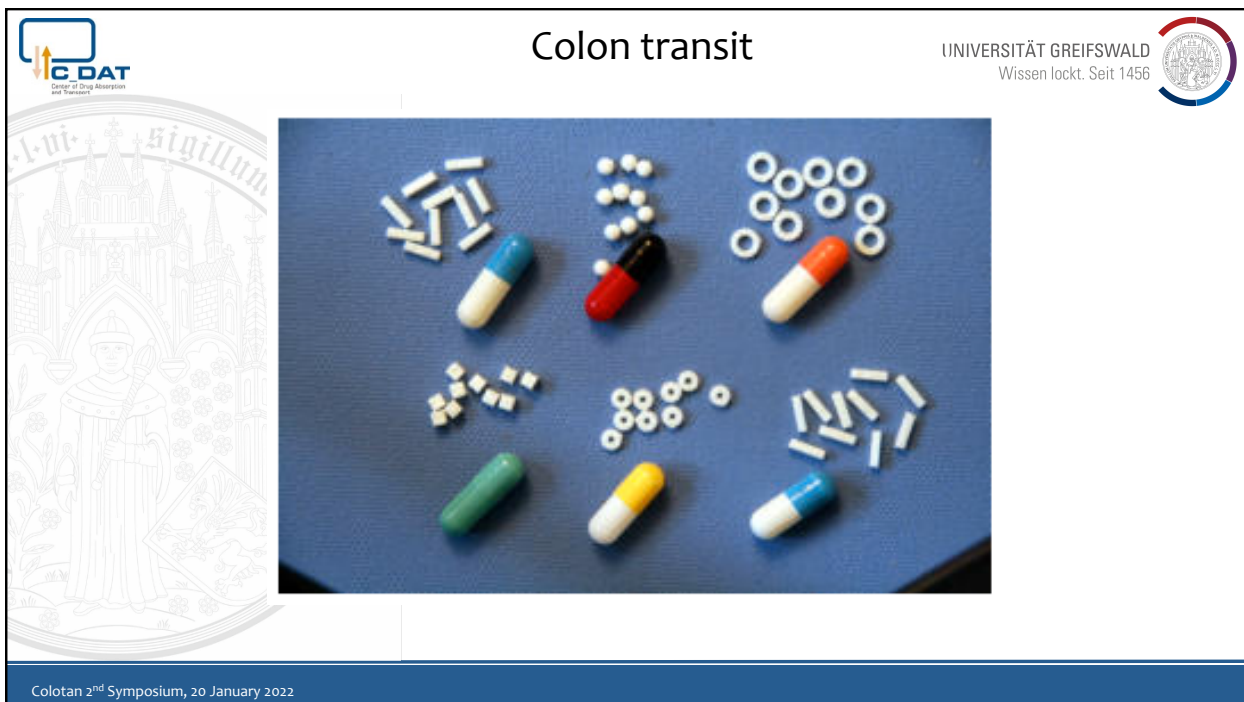 C_DAT
Center of Drug Absorption
and Transport
Colon transit
UNIVERSITÄT GREIFSWALD
Wissen lockt. Seit 1456
sigillum
Colotan 2nd Symposium, 20 January 2022